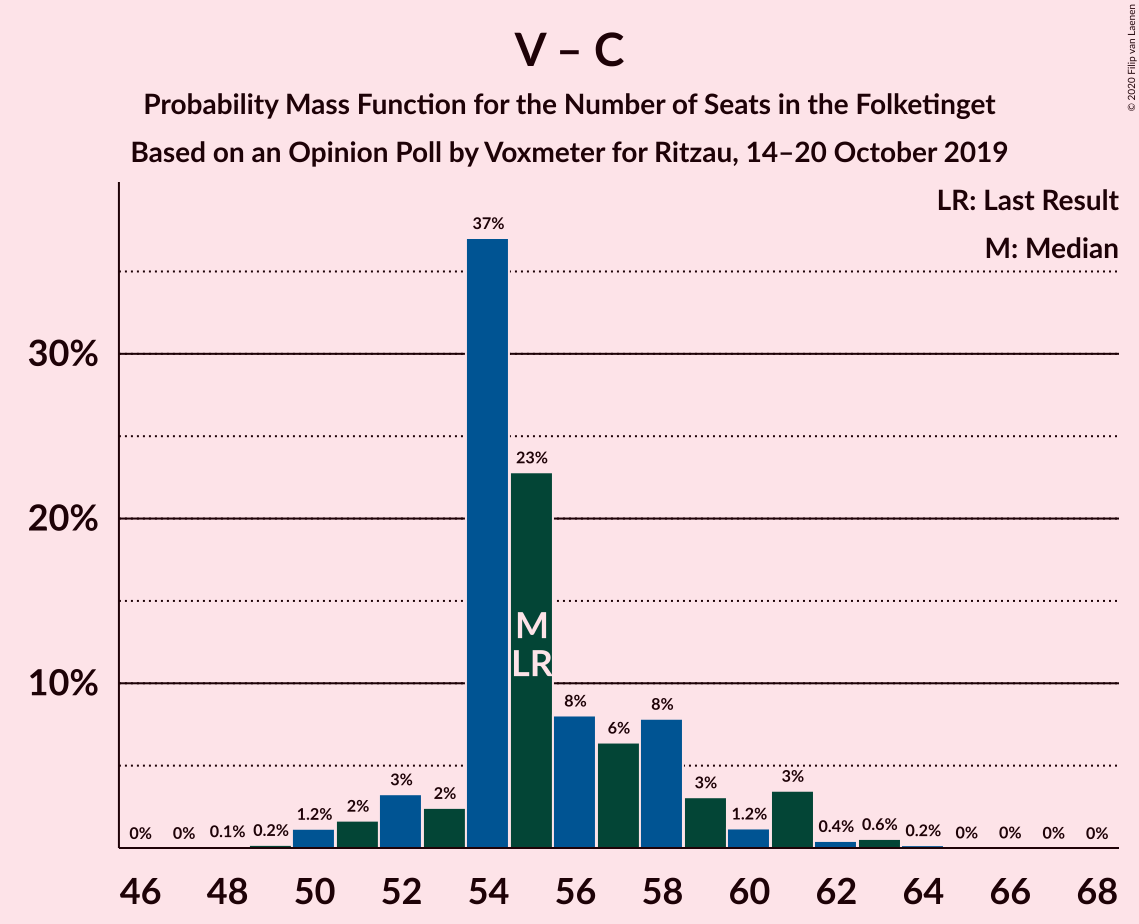 V – C
Probability Mass Function for the Number of Seats in the Folketinget
Based on an Opinion Poll by Voxmeter for Ritzau, 14–20 October 2019
© 2020 Filip van Laenen
LR: Last Result
M: Median
30%
20%
10%
0%
0%
0.1%
0.2%
1.2%
2%
3%
2%
37%
23%
8%
6%
8%
3%
1.2%
3%
0.4%
0.6%
0.2%
0%
0%
0%
0%
M
LR
46 48 50 52 54 56 58 60 62 64 66 68